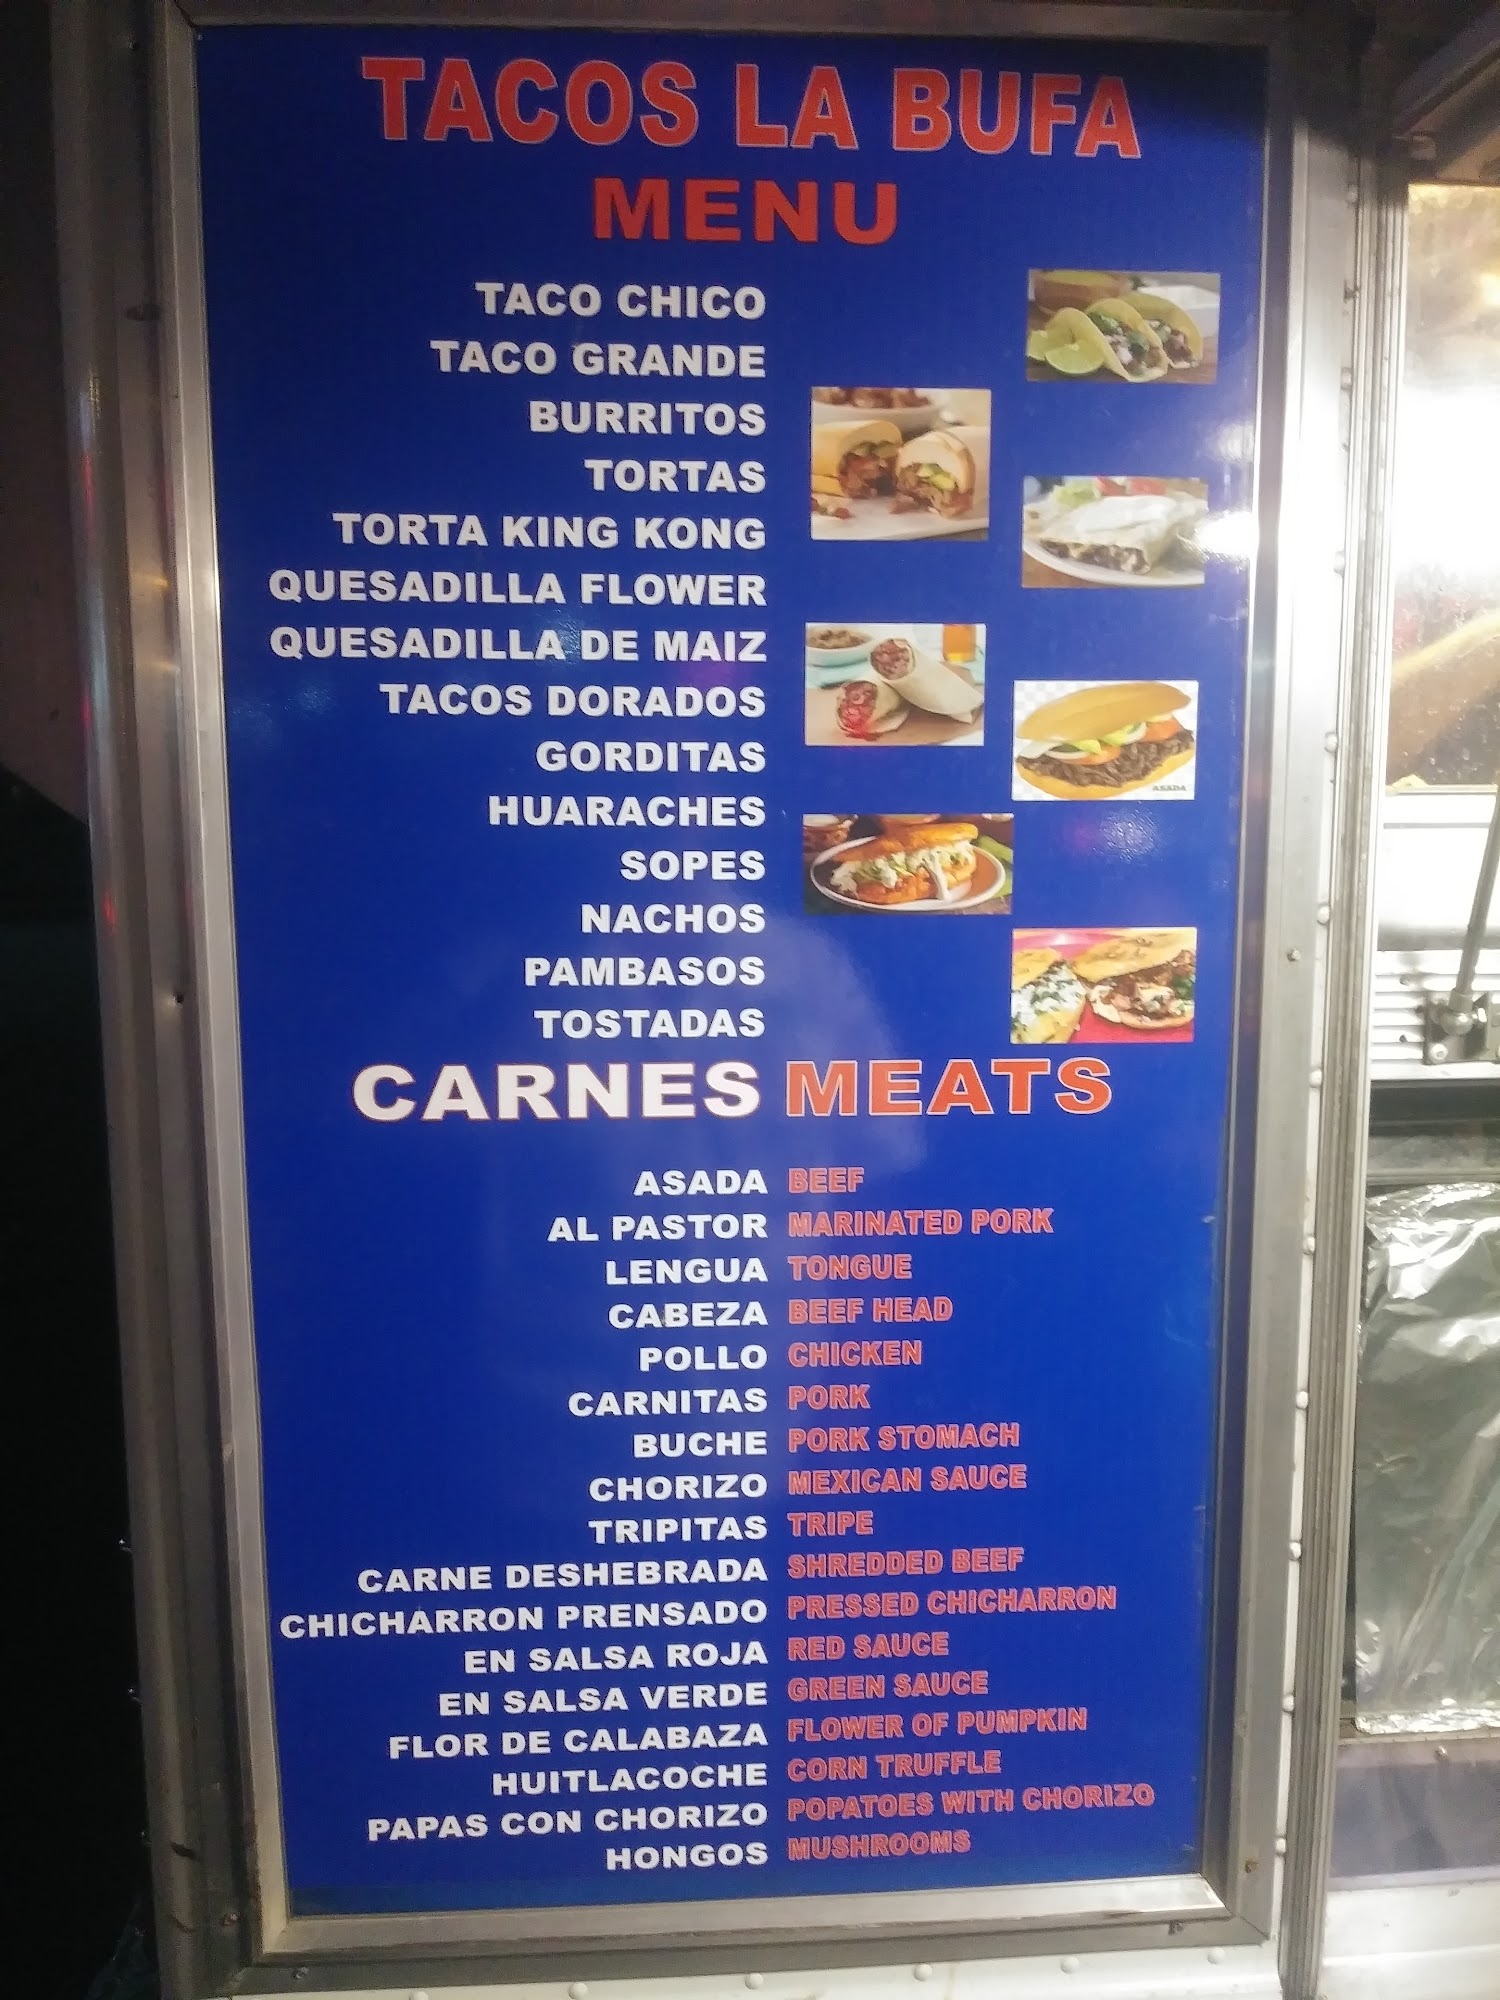 TACOS LA BUFA
MENU
TACO CHICO
TACO GRANDE
BURRITOS
TORTAS
TORTA KING KONG
QUESADILLA FLOWER
QUESADILLA DE MAIZ
TACOS DORADOS
GORDITAS
HUARACHES
SOPES
NACHOS
PAMBASOS
TOSTADAS
ASADA
CARNES MEATS
ASADA BEEF
AL PASTOR MARINATED PORK
LENGUA TONGUE
CABEZA BEEF HEAD
POLLO CHICKEN
CARNITAS PORK
BUCHE PORK STOMACH
CHORIZO MEXICAN SAUCE
TRIPITAS TRIPE
CARNE DESHEBRADA SHREDDED BEEF
CHICHARRON PRENSADO PRESSED CHICHARRON
EN SALSA ROJA RED SAUCE
EN SALSA VERDE GREEN SAUCE
FLOR DE CALABAZA FLOWER OF PUMPKIN
HUITLACOCHE CORN TRUFFLE
PAPAS CON CHORIZO POPATOES WITH CHORIZO
HONGOS MUSHROOMS